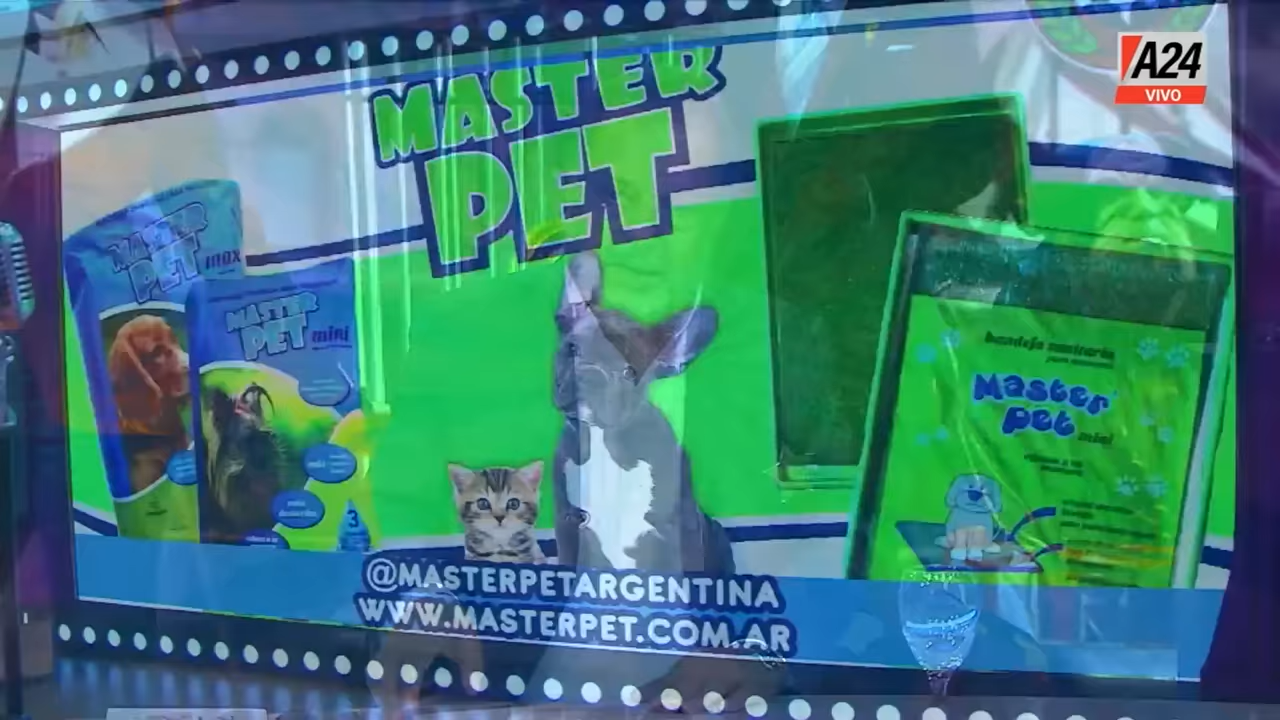 A24
VIVO
MASTER
PET
MASTER
PET max
MASTER
PET mini
3
bandeja sanitaria
Master
Pet mini
@MASTERPETARGENTINA
WWW.MASTERPET.COM.AR